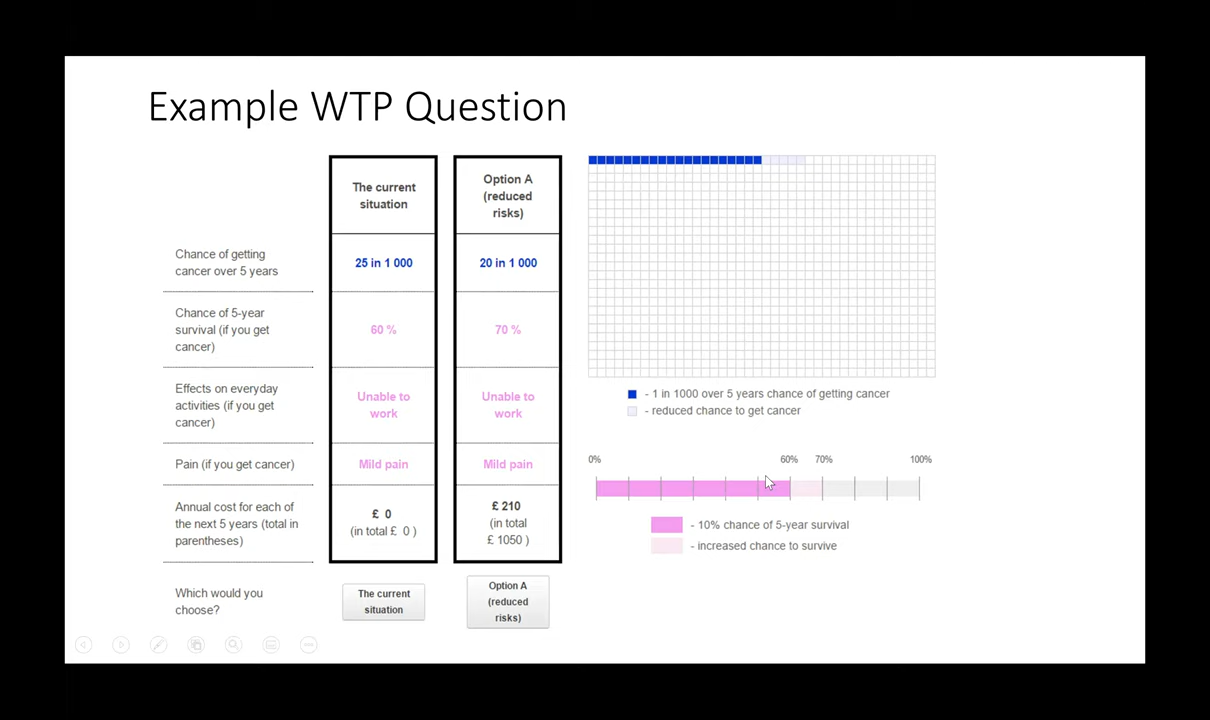 Example WTP Question
The current
situation
Option A
(reduced
risks)
Chance of getting
cancer over 5 years
25 in 1 000
20 in 1 000
Chance of 5-year
survival (if you get
cancer)
60 %
70 %
Effects on everyday
activities (if you get
cancer)
Unable to
work
Unable to
work
Pain (if you get cancer)
Mild pain
Mild pain
Annual cost for each of
the next 5 years (total in
parentheses)
£ 0
(in total £ 0 )
£ 210
(in total
£ 1050 )
Which would you
choose?
The current
situation
Option A
(reduced
risks)
- 1 in 1000 over 5 years chance of getting cancer
- reduced chance to get cancer
0%
60%
70%
100%
- 10% chance of 5-year survival
- increased chance to survive